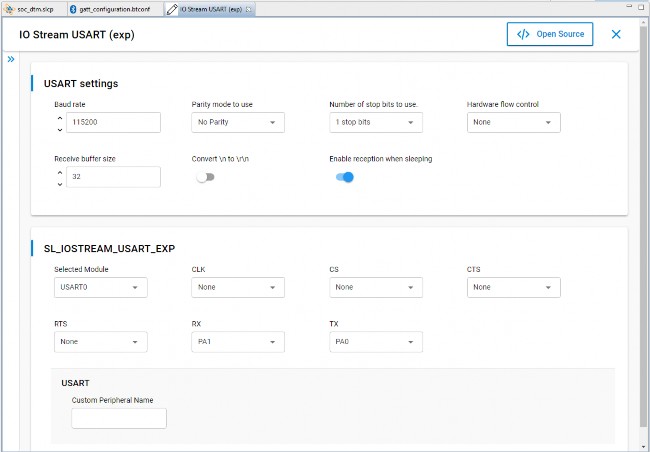 soc_dtm.slcp
gatt_configuration.btconf
IO Stream USART (exp)
IO Stream USART (exp)
</> Open Source
USART settings
Baud rate
Parity mode to use
Number of stop bits to use.
Hardware flow control
115200
No Parity
1 stop bits
None
Receive buffer size
Convert \n to \r\n
Enable reception when sleeping
32
SL_IOSTREAM_USART_EXP
Selected Module
CLK
CS
CTS
USART0
None
None
None
RTS
RX
TX
None
PA1
PA0
USART
Custom Peripheral Name